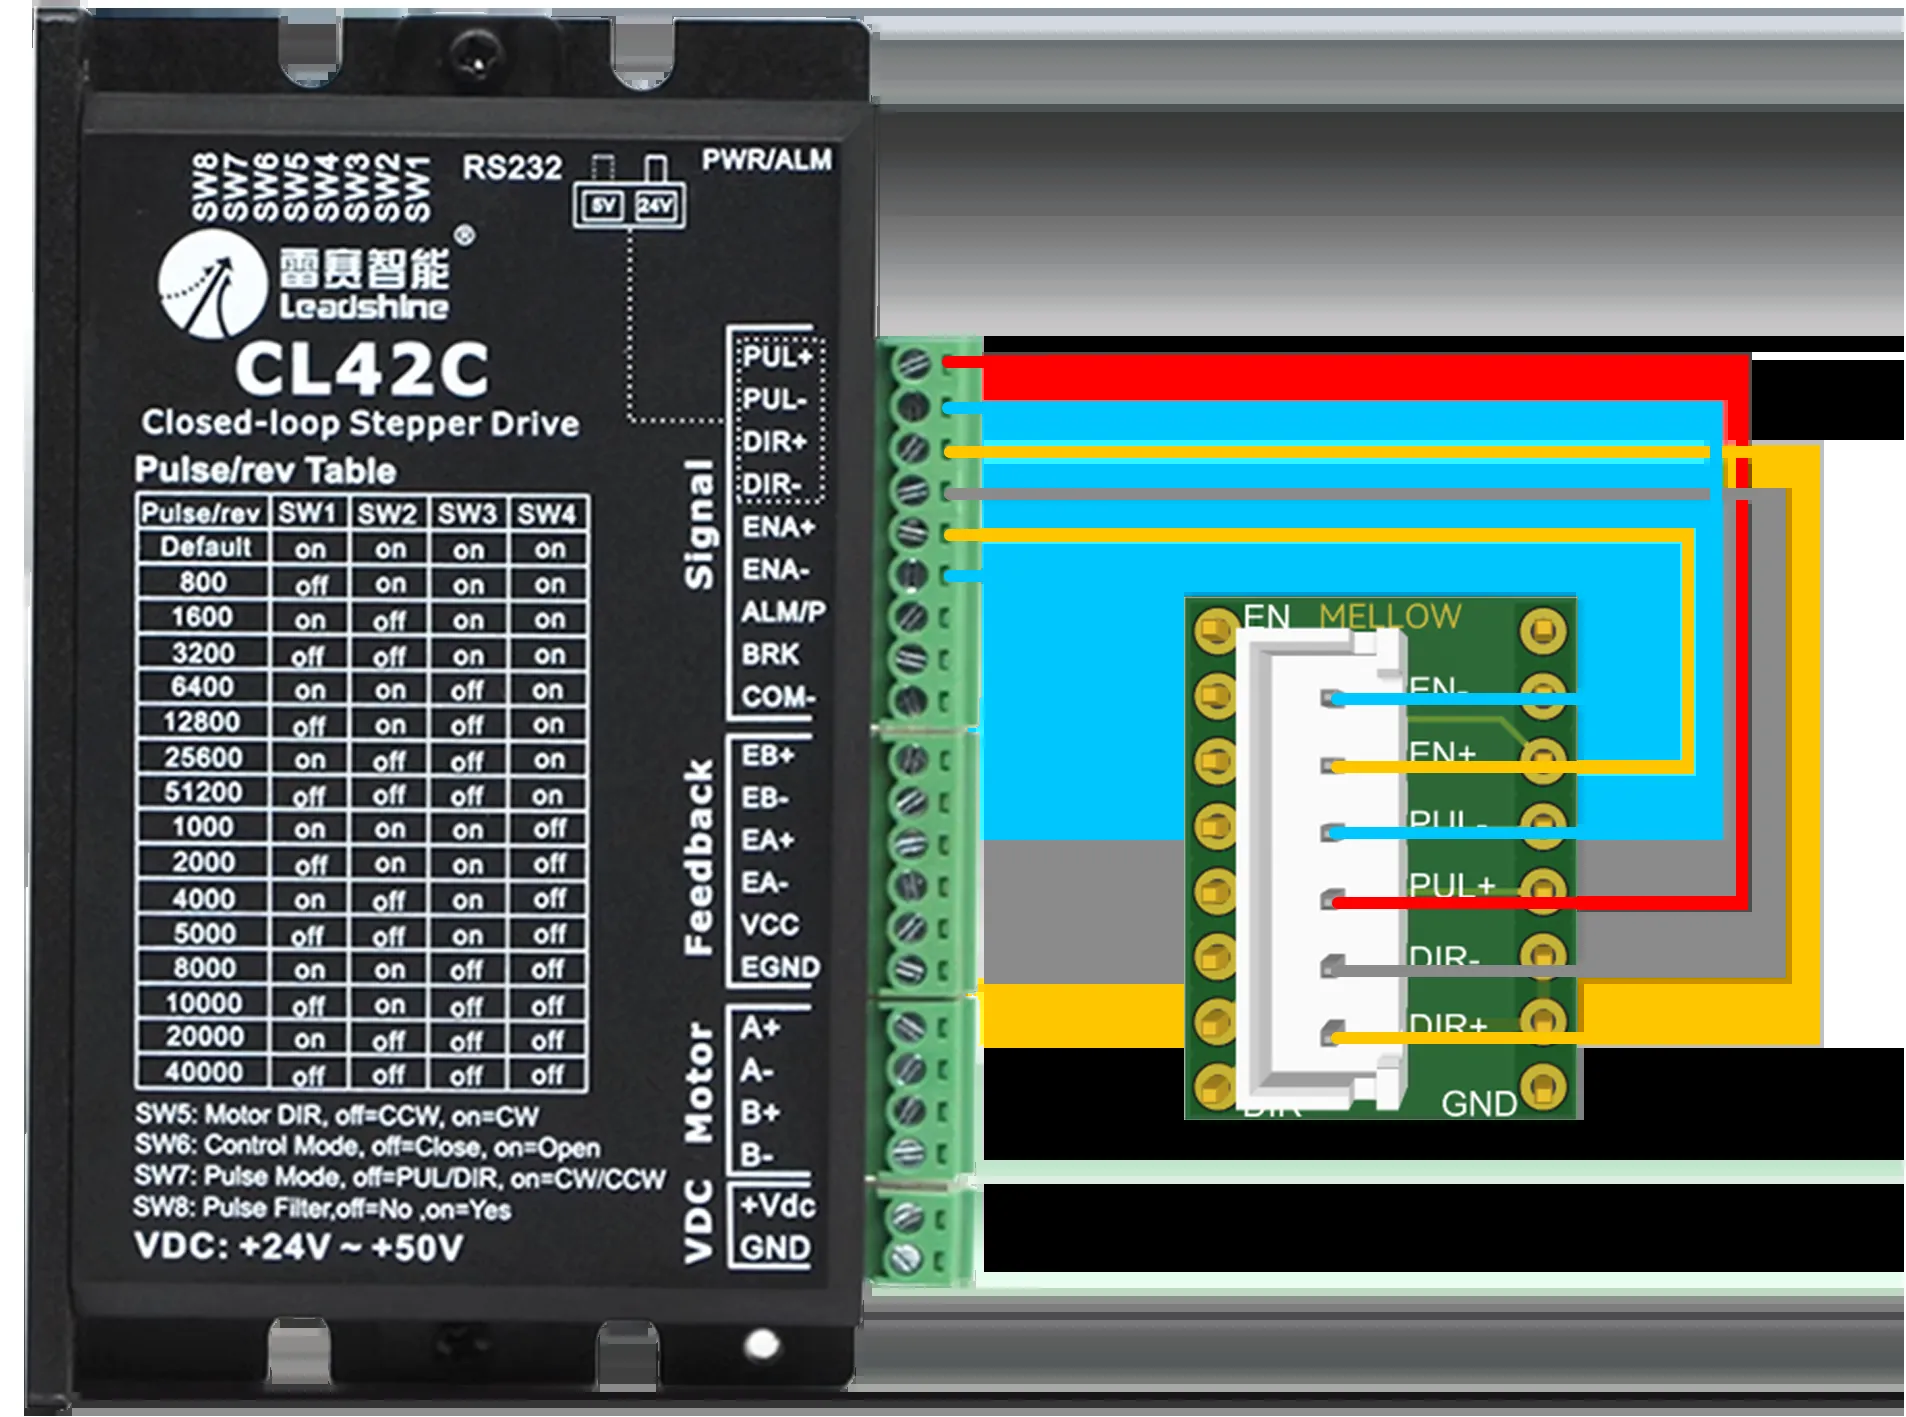 SW8 SW7 SW6 SW5 SW4 SW3 SW2 SW1
RS232
5V 24V
PWR/ALM
雷赛智能 ®
Leadshine
CL42C
Closed-loop Stepper Drive
Pulse/rev Table
Pulse/rev SW1 SW2 SW3 SW4
Default on on on on
800 off on on on
1600 on off on on
3200 off off on on
6400 on on off on
12800 off on off on
25600 on off off on
51200 off off off on
1000 on on on off
2000 off on on off
4000 on off on off
5000 off off on off
8000 on on off off
10000 off on off off
20000 on off off off
40000 off off off off
SW5: Motor DIR, off=CCW, on=CW
SW6: Control Mode, off=Close, on=Open
SW7: Pulse Mode, off=PUL/DIR, on=CW/CCW
SW8: Pulse Filter,off=No ,on=Yes
VDC: +24V ~ +50V
Signal
PUL+
PUL-
DIR+
DIR-
ENA+
ENA-
ALM/P
BRK
COM-
Feedback
EB+
EB-
EA+
EA-
VCC
EGND
Motor
A+
A-
B+
B-
VDC
+Vdc
GND
EN MELLOW
EN-
EN+
PUL-
PUL+
DIR-
DIR+
DIR
GND